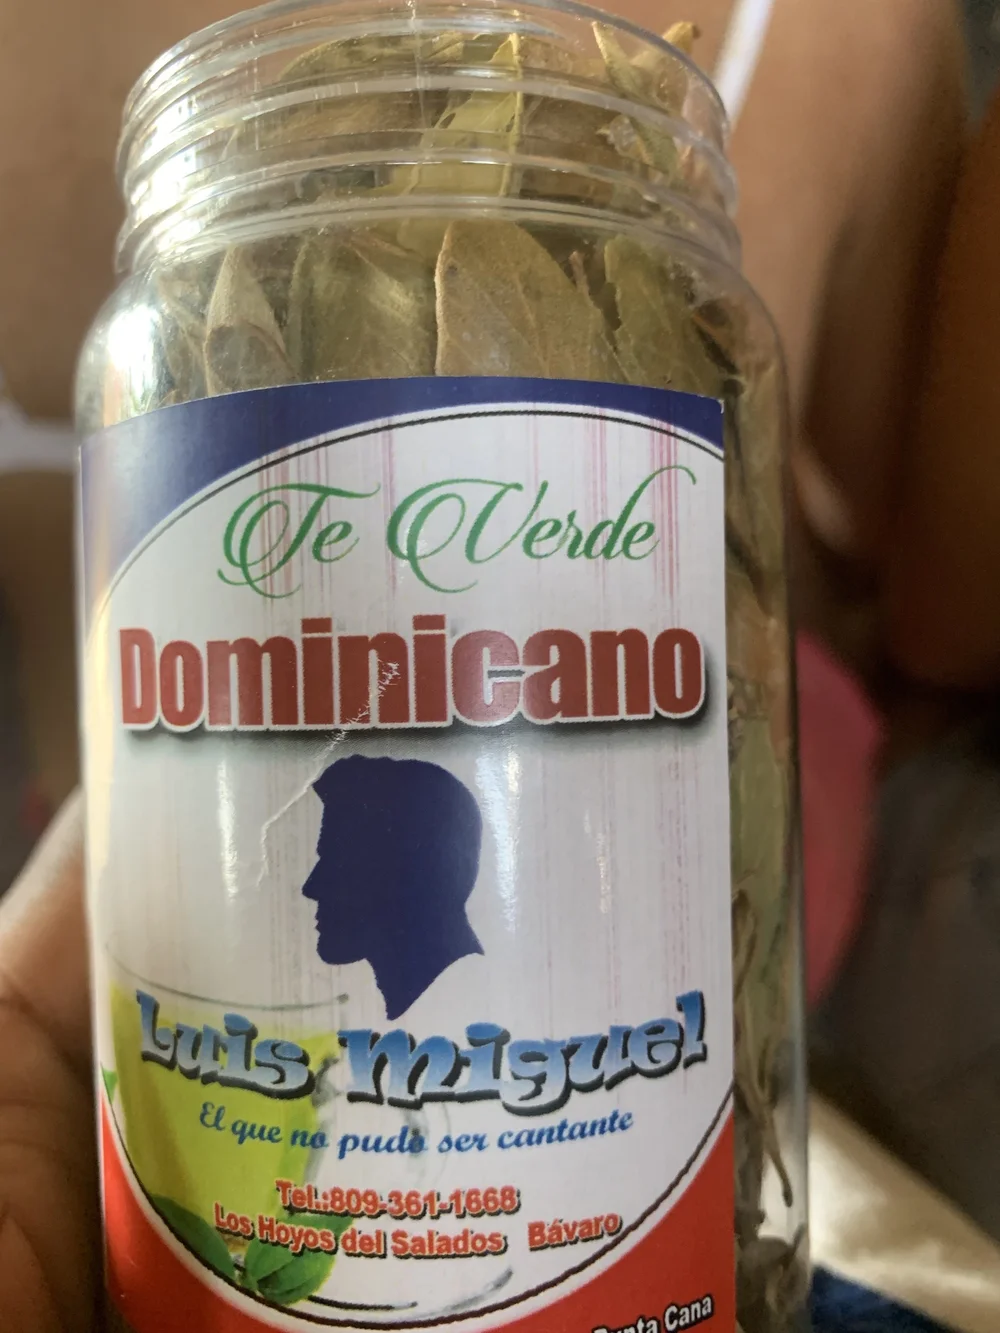 Te Verde
Dominicano
Luis Miguel
El que no pudo ser cantante
Tel.:809-361-1668
Los Hoyos del Salados Bávaro
Punta Cana